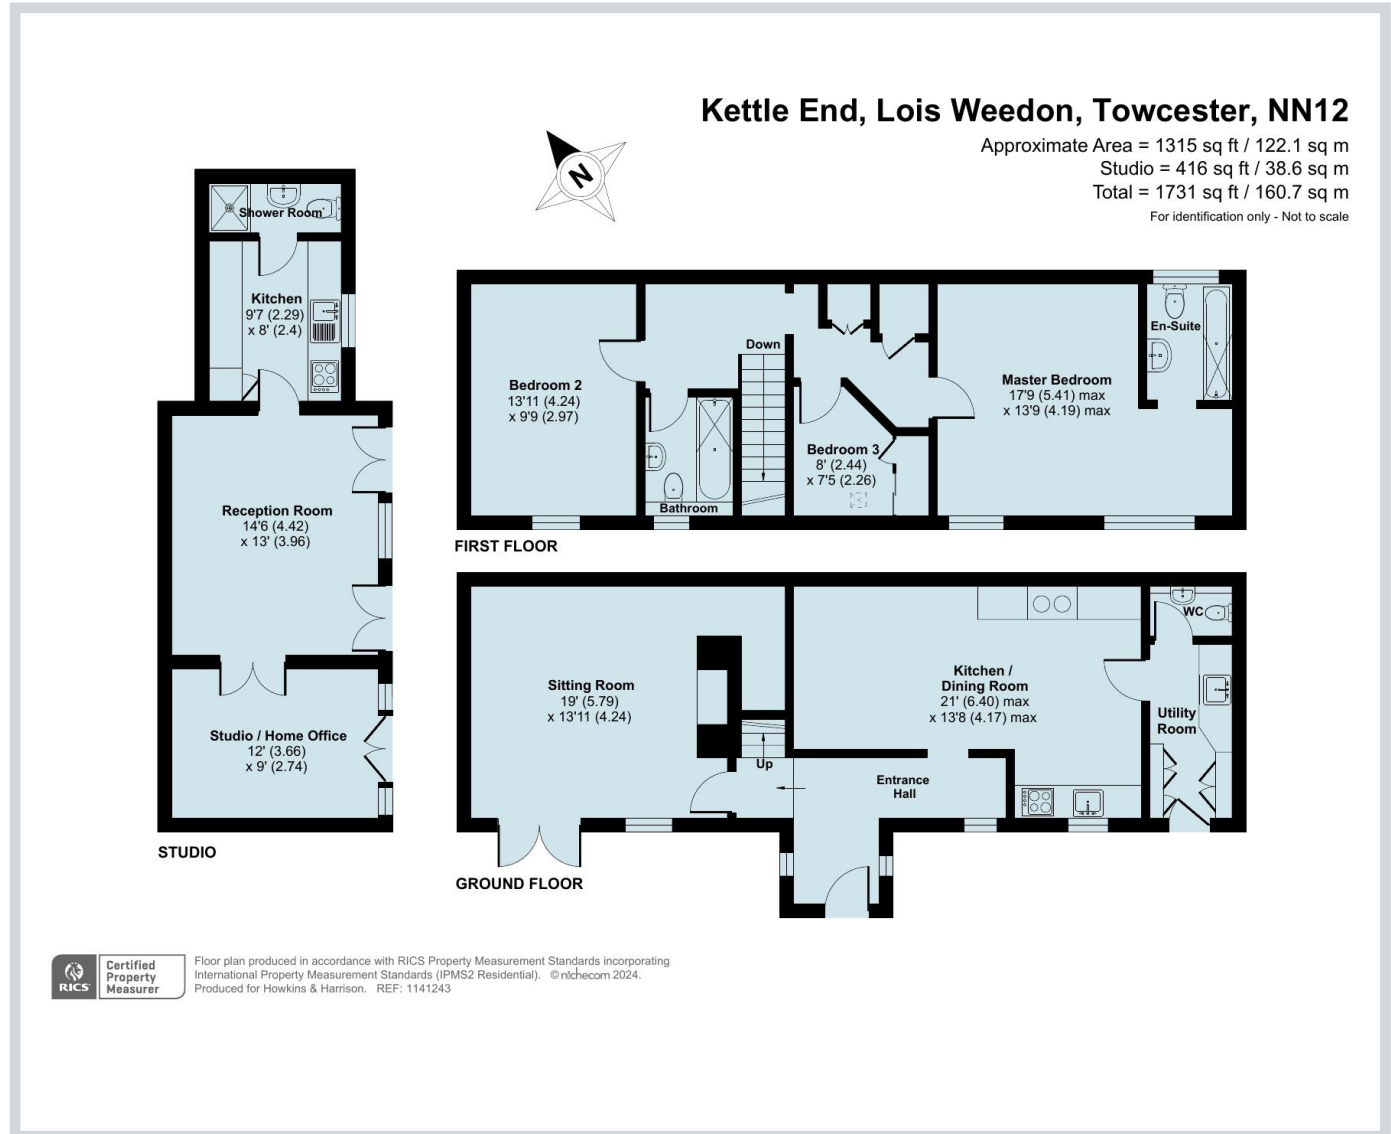 Kettle End, Lois Weedon, Towcester, NN12
Approximate Area = 1315 sq ft / 122.1 sq m
Studio = 416 sq ft / 38.6 sq m
Total = 1731 sq ft / 160.7 sq m
For identification only - Not to scale
N
Shower Room
Kitchen
9'7 (2.29)
x 8' (2.4)
Reception Room
14'6 (4.42)
x 13' (3.96)
Studio / Home Office
12' (3.66)
x 9' (2.74)
STUDIO
Bedroom 2
13'11 (4.24)
x 9'9 (2.97)
Down
Bathroom
Bedroom 3
8' (2.44)
x 7'5 (2.26)
Master Bedroom
17'9 (5.41) max
x 13'9 (4.19) max
En-Suite
FIRST FLOOR
Sitting Room
19' (5.79)
x 13'11 (4.24)
Up
Kitchen /
Dining Room
21' (6.40) max
x 13'8 (4.17) max
Entrance
Hall
WC
Utility
Room
GROUND FLOOR
RICS
Certified
Property
Measurer
Floor plan produced in accordance with RICS Property Measurement Standards incorporating
International Property Measurement Standards (IPMS2 Residential). © nichecom 2024.
Produced for Howkins & Harrison. REF: 1141243